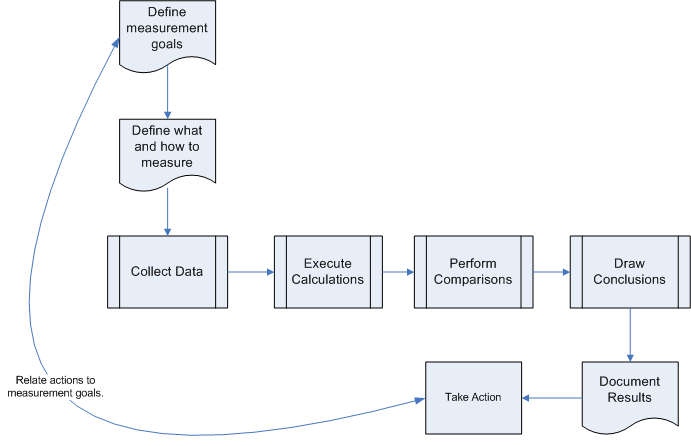 Define
measurement
goals
Define what
and how to
measure
Collect Data
Execute
Calculations
Perform
Comparisons
Draw
Conclusions
Relate actions to
measurement goals.
Take Action
Document
Results